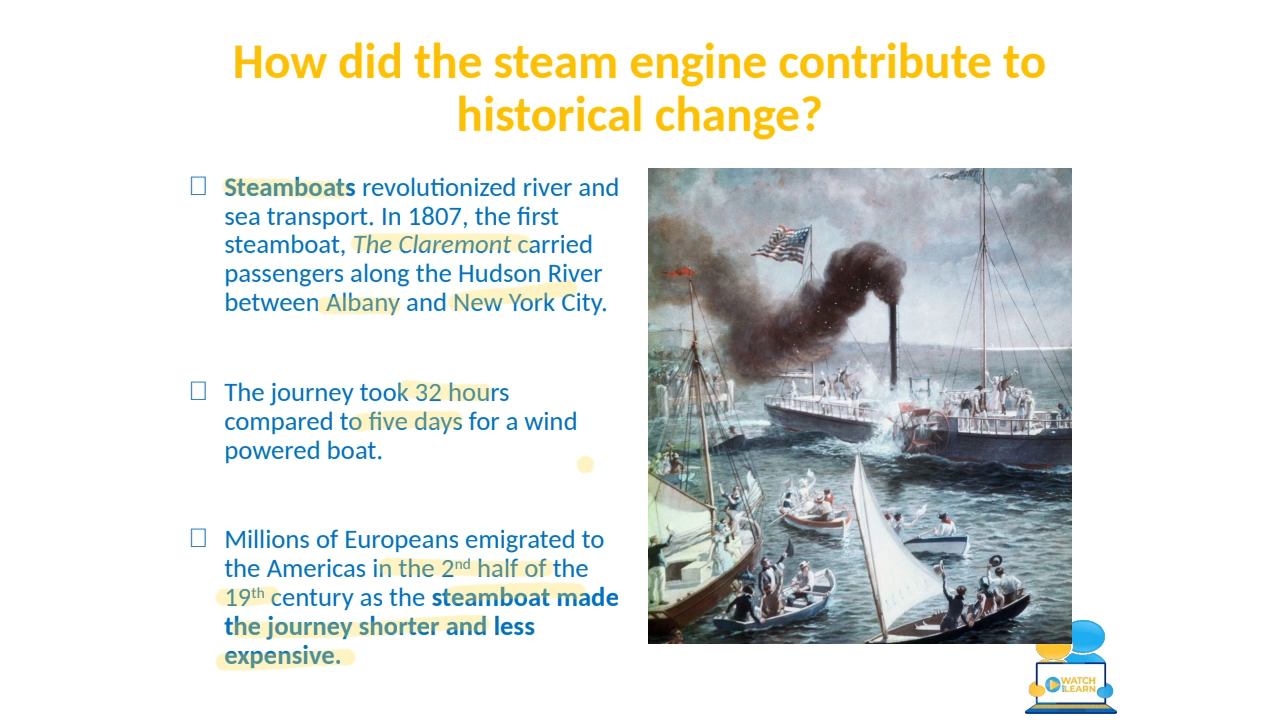 How did the steam engine contribute to
historical change?
Steamboats revolutionized river and
sea transport. In 1807, the first
steamboat, The Claremont carried
passengers along the Hudson River
between Albany and New York City.
The journey took 32 hours
compared to five days for a wind
powered boat.
Millions of Europeans emigrated to
the Americas in the 2nd half of the
19th century as the steamboat made
the journey shorter and less
expensive.
WATCH
LEARN